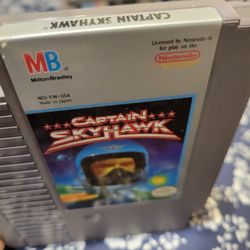 CAPTAIN SKYHAWK
MB
Milton Bradley
Licensed by Nintendo®
for play on the
Nintendo
NES-YW-USA
Made in Japan
CAPTAIN
SKYHAWK